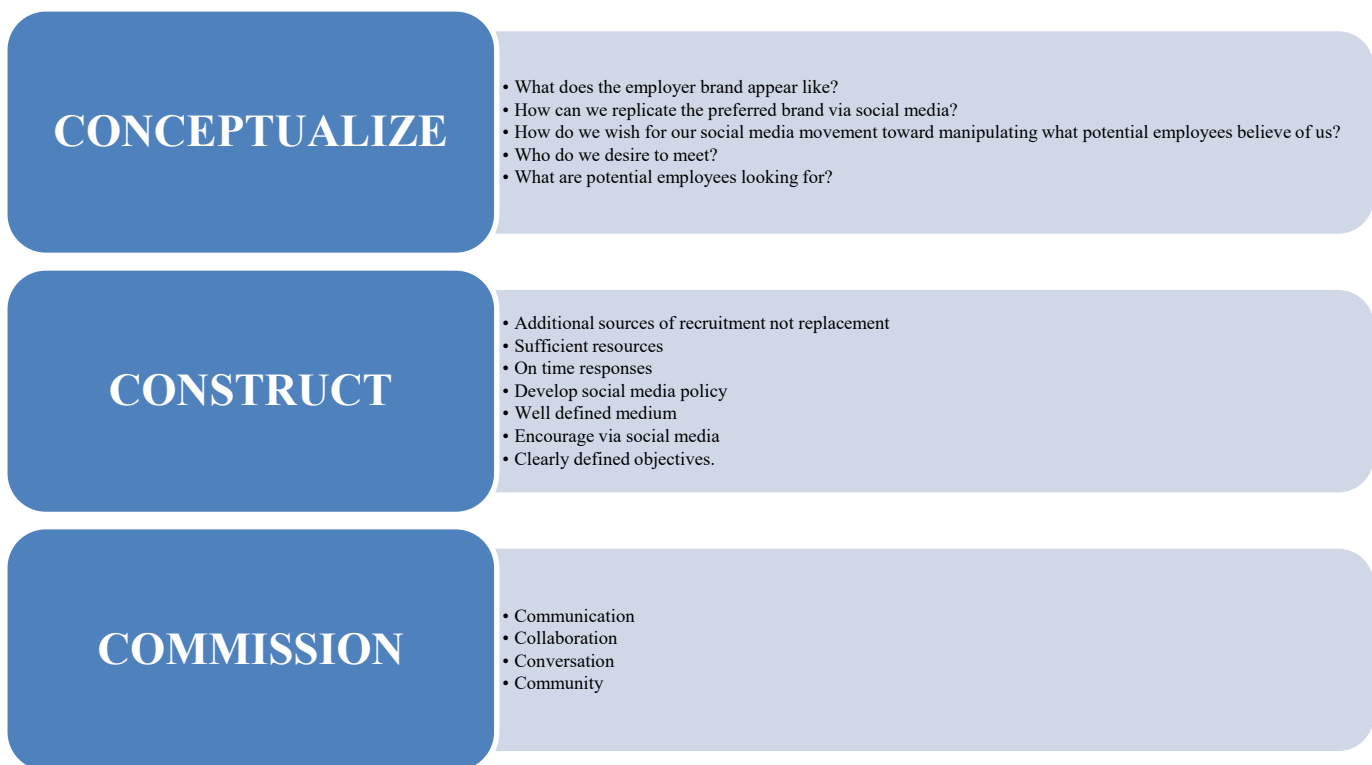 CONCEPTUALIZE
• What does the employer brand appear like?
• How can we replicate the preferred brand via social media?
• How do we wish for our social media movement toward manipulating what potential employees believe of us?
• Who do we desire to meet?
• What are potential employees looking for?
CONSTRUCT
• Additional sources of recruitment not replacement
• Sufficient resources
• On time responses
• Develop social media policy
• Well defined medium
• Encourage via social media
• Clearly defined objectives.
COMMISSION
• Communication
• Collaboration
• Conversation
• Community